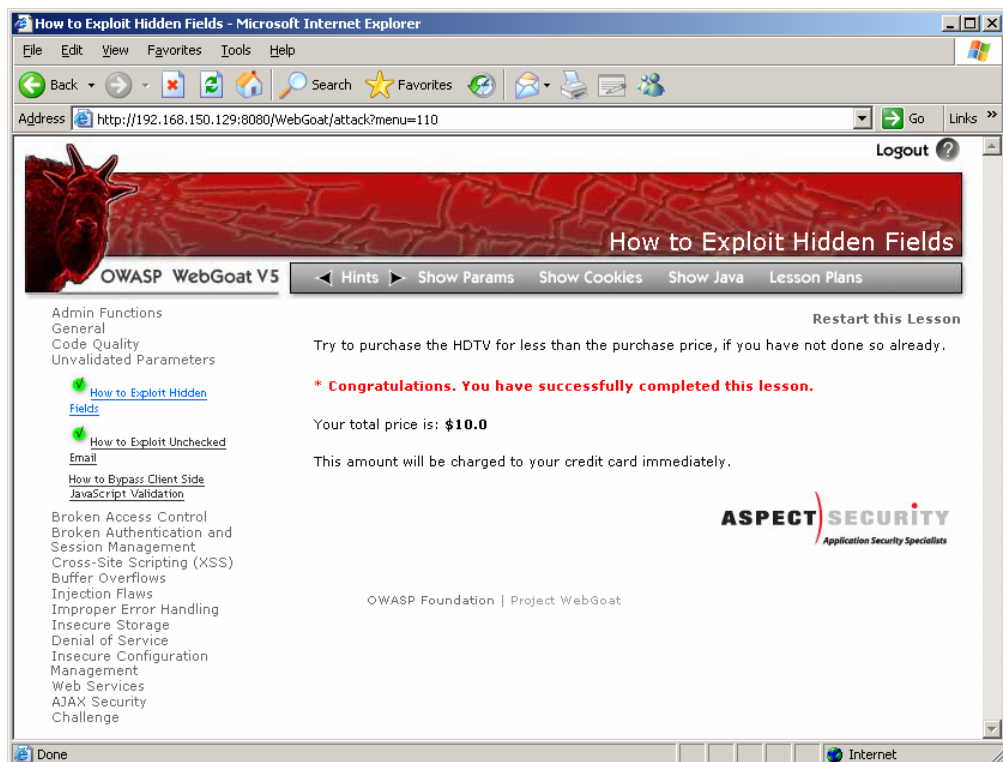 How to Exploit Hidden Fields - Microsoft Internet Explorer
File Edit View Favorites Tools Help
Back Search Favorites
Address http://192.168.150.129:8080/WebGoat/attack?menu=110 Go Links »
Logout ?
How to Exploit Hidden Fields
OWASP WebGoat V5
Hints Show Params Show Cookies Show Java Lesson Plans
Admin Functions
General
Code Quality
Unvalidated Parameters
How to Exploit Hidden
Fields
How to Exploit Unchecked
Email
How to Bypass Client Side
JavaScript Validation
Broken Access Control
Broken Authentication and
Session Management
Cross-Site Scripting (XSS)
Buffer Overflows
Injection Flaws
Improper Error Handling
Insecure Storage
Denial of Service
Insecure Configuration
Management
Web Services
AJAX Security
Challenge
Restart this Lesson
Try to purchase the HDTV for less than the purchase price, if you have not done so already.
* Congratulations. You have successfully completed this lesson.
Your total price is: $10.0
This amount will be charged to your credit card immediately.
ASPECT SECURITY
Application Security Specialists
OWASP Foundation | Project WebGoat
Done
Internet